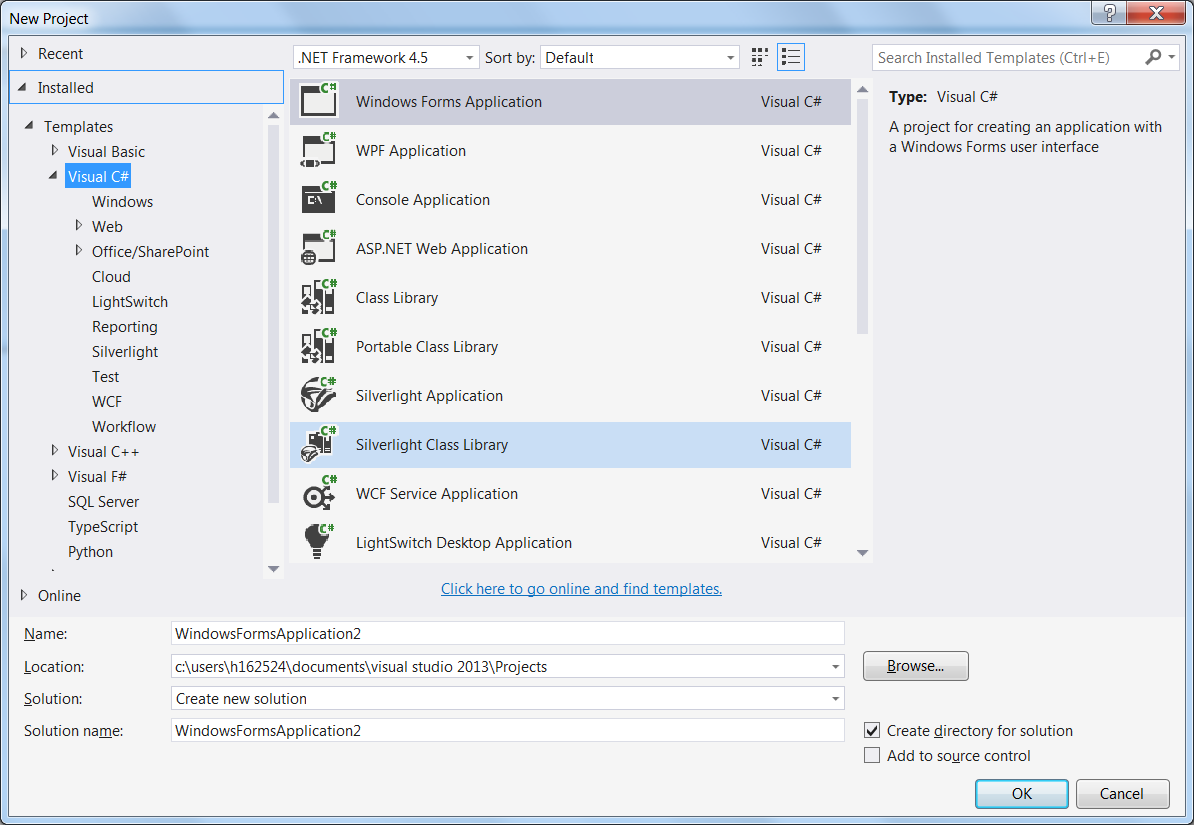 New Project
Recent
Installed
Templates
Visual Basic
Visual C#
Windows
Web
Office/SharePoint
Cloud
LightSwitch
Reporting
Silverlight
Test
WCF
Workflow
Visual C++
Visual F#
SQL Server
TypeScript
Python
Online
.NET Framework 4.5 Sort by: Default
Windows Forms Application Visual C#
WPF Application Visual C#
Console Application Visual C#
ASP.NET Web Application Visual C#
Class Library Visual C#
Portable Class Library Visual C#
Silverlight Application Visual C#
Silverlight Class Library Visual C#
WCF Service Application Visual C#
LightSwitch Desktop Application Visual C#
Click here to go online and find templates.
Search Installed Templates (Ctrl+E)
Type: Visual C#
A project for creating an application with
a Windows Forms user interface
Name: WindowsFormsApplication2
Location: c:\users\h162524\documents\visual studio 2013\Projects Browse...
Solution: Create new solution
Solution name: WindowsFormsApplication2
Create directory for solution
Add to source control
OK Cancel